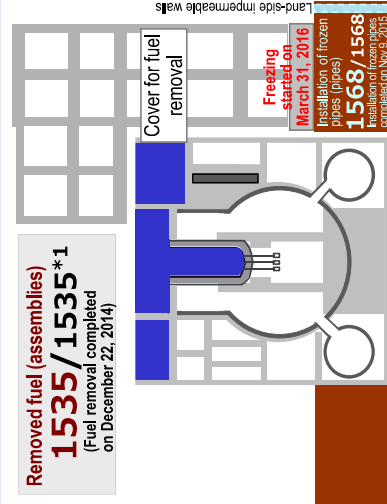 Land-side impermeable walls
Cover for fuel
removal
Freezing
started on
March 31, 2016
Installation of frozen
pipes (pipes)
1568/1568
Installation of frozen pipes
completed on Nov 9, 2015
Removed fuel (assemblies)
1535/1535*1
(Fuel removal completed
on December 22, 2014)